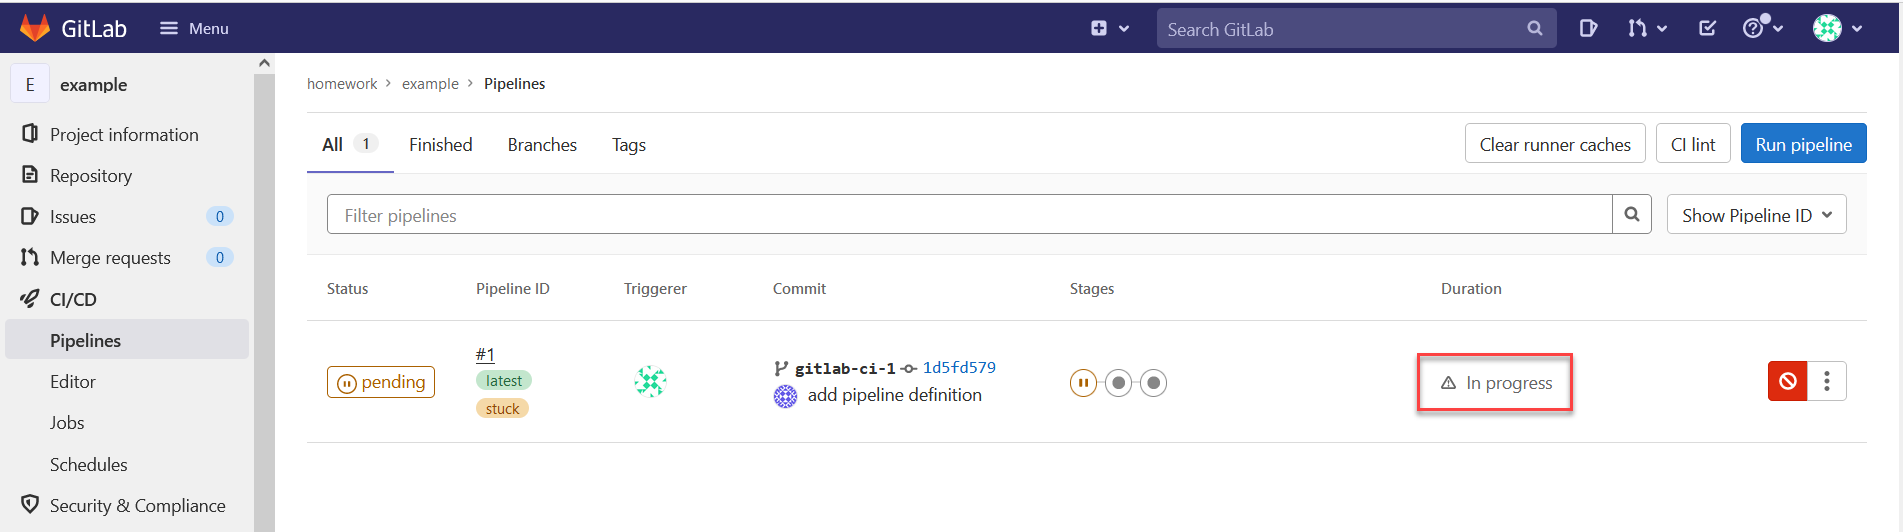 GitLab
Menu
Search GitLab
E example
Project information
Repository
Issues 0
Merge requests 0
CI/CD
Pipelines
Editor
Jobs
Schedules
Security & Compliance
homework > example > Pipelines
All 1 Finished Branches Tags
Clear runner caches CI lint Run pipeline
Filter pipelines
Show Pipeline ID
Status Pipeline ID Triggerer Commit Stages Duration
pending
#1
latest
stuck
gitlab-ci-1 1d5fd579
add pipeline definition
In progress